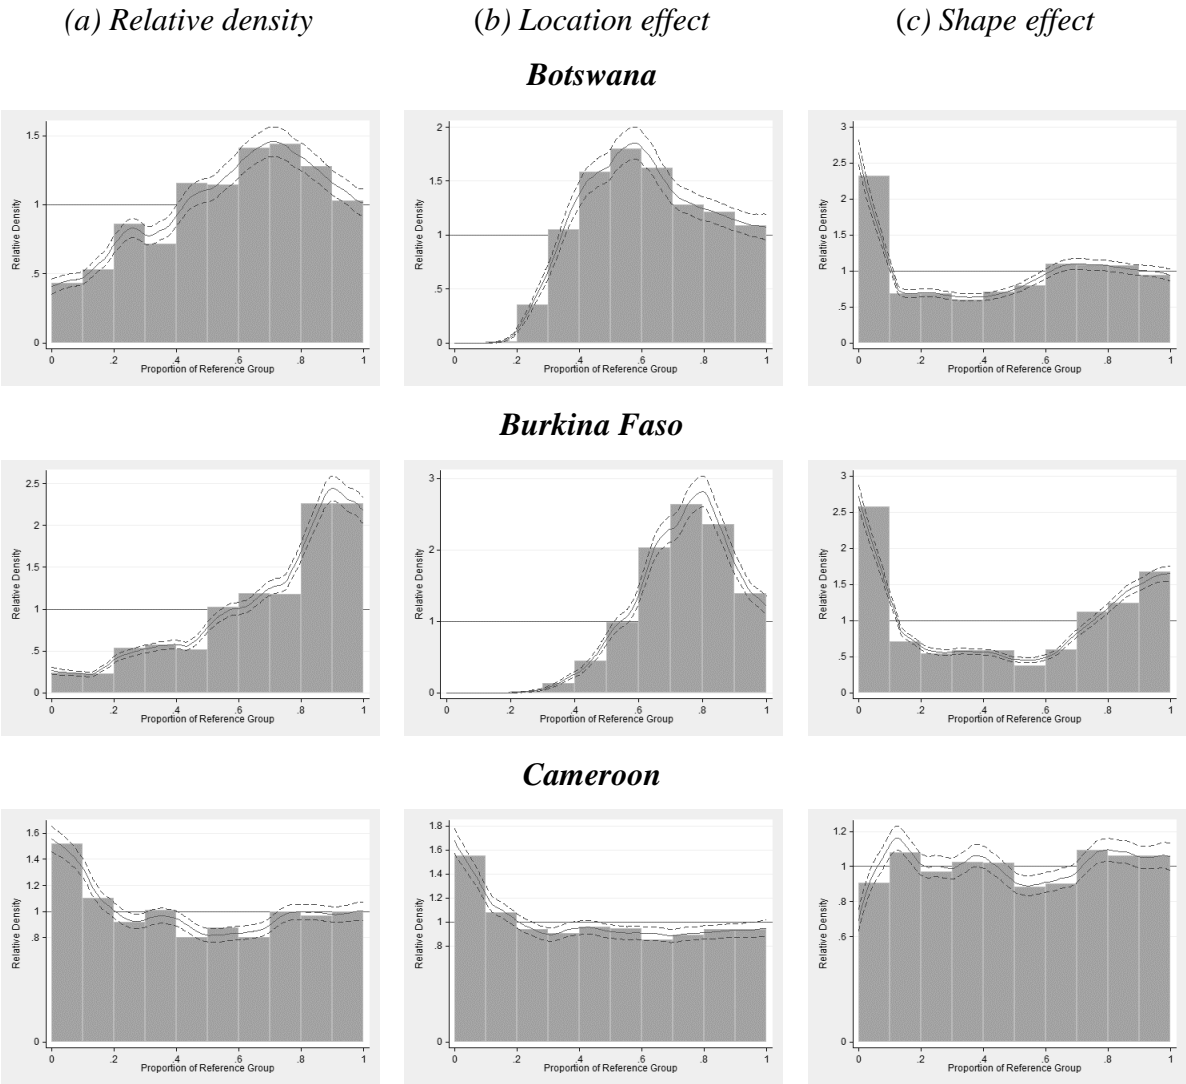 (a) Relative density (b) Location effect (c) Shape effect
Botswana
Relative Density
1.5
1
.5
0
0 .2 .4 .6 .8 1
Proportion of Reference Group
Relative Density
2
1.5
1
.5
0
0 .2 .4 .6 .8 1
Proportion of Reference Group
Relative Density
3
2.5
2
1.5
1
.5
0
0 .2 .4 .6 .8 1
Proportion of Reference Group
Burkina Faso
Relative Density
2.5
2
1.5
1
.5
0
0 .2 .4 .6 .8 1
Proportion of Reference Group
Relative Density
3
2
1
0
0 .2 .4 .6 .8 1
Proportion of Reference Group
Relative Density
3
2.5
2
1.5
1
.5
0
0 .2 .4 .6 .8 1
Proportion of Reference Group
Cameroon
Relative Density
1.6
1.4
1.2
1
.8
0
0 .2 .4 .6 .8 1
Proportion of Reference Group
Relative Density
1.8
1.6
1.4
1.2
1
.8
0
0 .2 .4 .6 .8 1
Proportion of Reference Group
Relative Density
1.2
1
.8
.6
0
0 .2 .4 .6 .8 1
Proportion of Reference Group